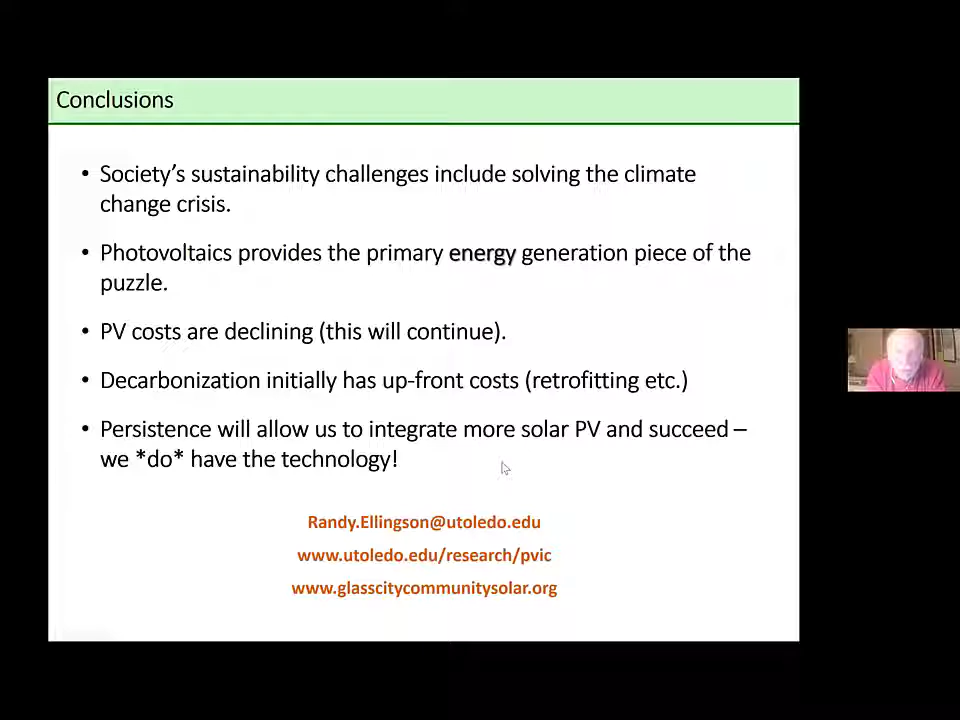 Conclusions
• Society's sustainability challenges include solving the climate
change crisis.
• Photovoltaics provides the primary energy generation piece of the
puzzle.
• PV costs are declining (this will continue).
• Decarbonization initially has up-front costs (retrofitting etc.)
• Persistence will allow us to integrate more solar PV and succeed –
we *do* have the technology!
Randy.Ellingson@utoledo.edu
www.utoledo.edu/research/pvic
www.glasscitycommunitysolar.org